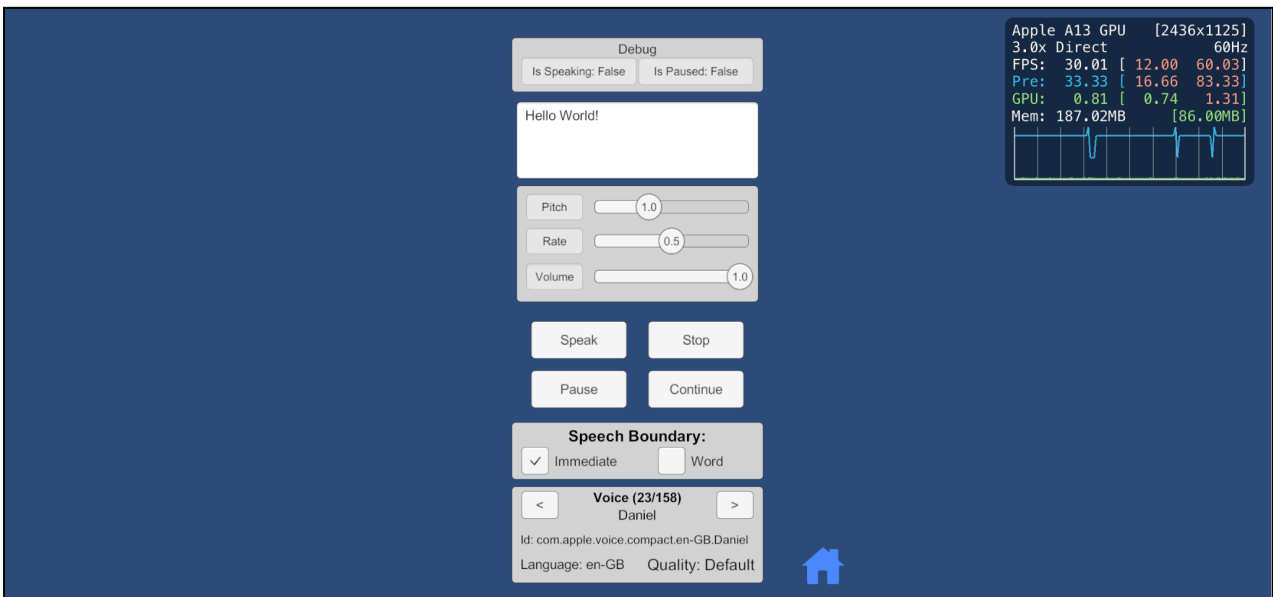 Debug
Is Speaking: False Is Paused: False
Hello World!
Pitch 1.0
Rate 0.5
Volume 1.0
Speak Stop
Pause Continue
Speech Boundary:
✓ Immediate Word
Voice (23/158)
< Daniel >
Id: com.apple.voice.compact.en-GB.Daniel
Language: en-GB Quality: Default
Apple A13 GPU [2436x1125]
3.0x Direct 60Hz
FPS: 30.01 [ 12.00 60.03]
Pre: 33.33 [ 16.66 83.33]
GPU: 0.81 [ 0.74 1.31]
Mem: 187.02MB [86.00MB]